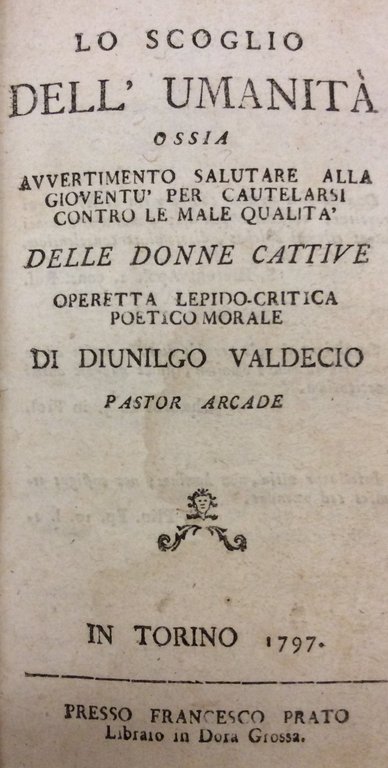 LO SCOGLIO
DELL' UMANITÀ
OSSIA
AVVERTIMENTO SALUTARE ALLA
GIOVENTU' PER CAUTELARSI
CONTRO LE MALE QUALITA'
DELLE DONNE CATTIVE
OPERETTA LEPIDO-CRITICA
POETICO MORALE
DI DIUNILGO VALDECIO
PASTOR ARCADE
IN TORINO 1797.
PRESSO FRANCESCO PRATO
Libraio in Dora Grossa.